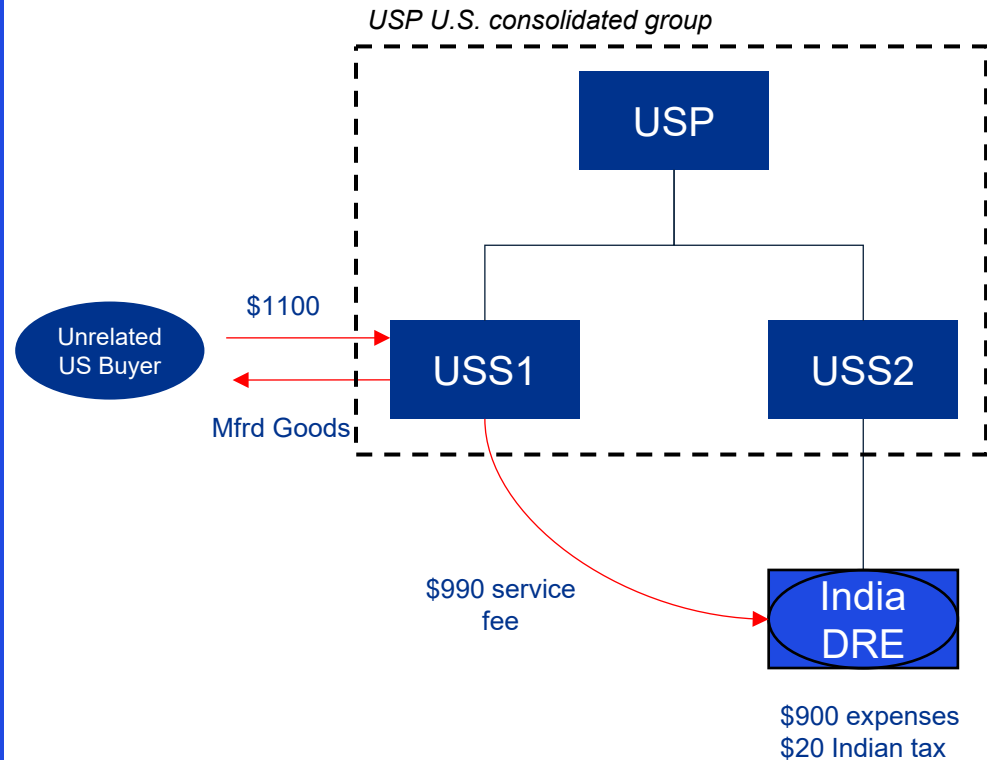 USP U.S. consolidated group
USP
$1100
Unrelated
US Buyer
USS1
USS2
Mfrd Goods
$990 service
fee
India
DRE
$900 expenses
$20 Indian tax